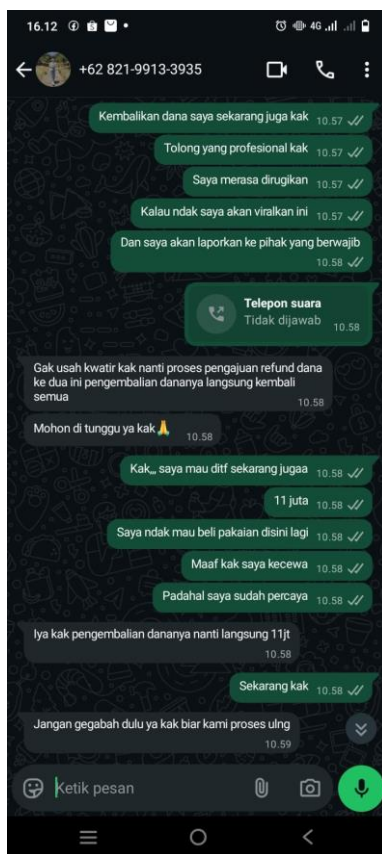 16.12 4G
+62 821-9913-3935
Kembalikan dana saya sekarang juga kak 10.57
Tolong yang profesional kak 10.57
Saya merasa dirugikan 10.57
Kalau ndak saya akan viralkan ini 10.57
Dan saya akan laporkan ke pihak yang berwajib
10.58
Telepon suara
Tidak dijawab 10.58
Gak usah kwatir kak nanti proses pengajuan refund dana
ke dua ini pengembalian dananya langsung kembali
semua
10.58
Mohon di tunggu ya kak🙏 10.58
Kak,,, saya mau ditf sekarang jugaa 10.58
11 juta 10.58
Saya ndak mau beli pakaian disini lagi 10.58
Maaf kak saya kecewa 10.58
Padahal saya sudah percaya 10.58
Iya kak pengembalian dananya nanti langsung 11jt
10.58
Sekarang kak 10.58
Jangan gegabah dulu ya kak biar kami proses ulng
10.59
Ketik pesan